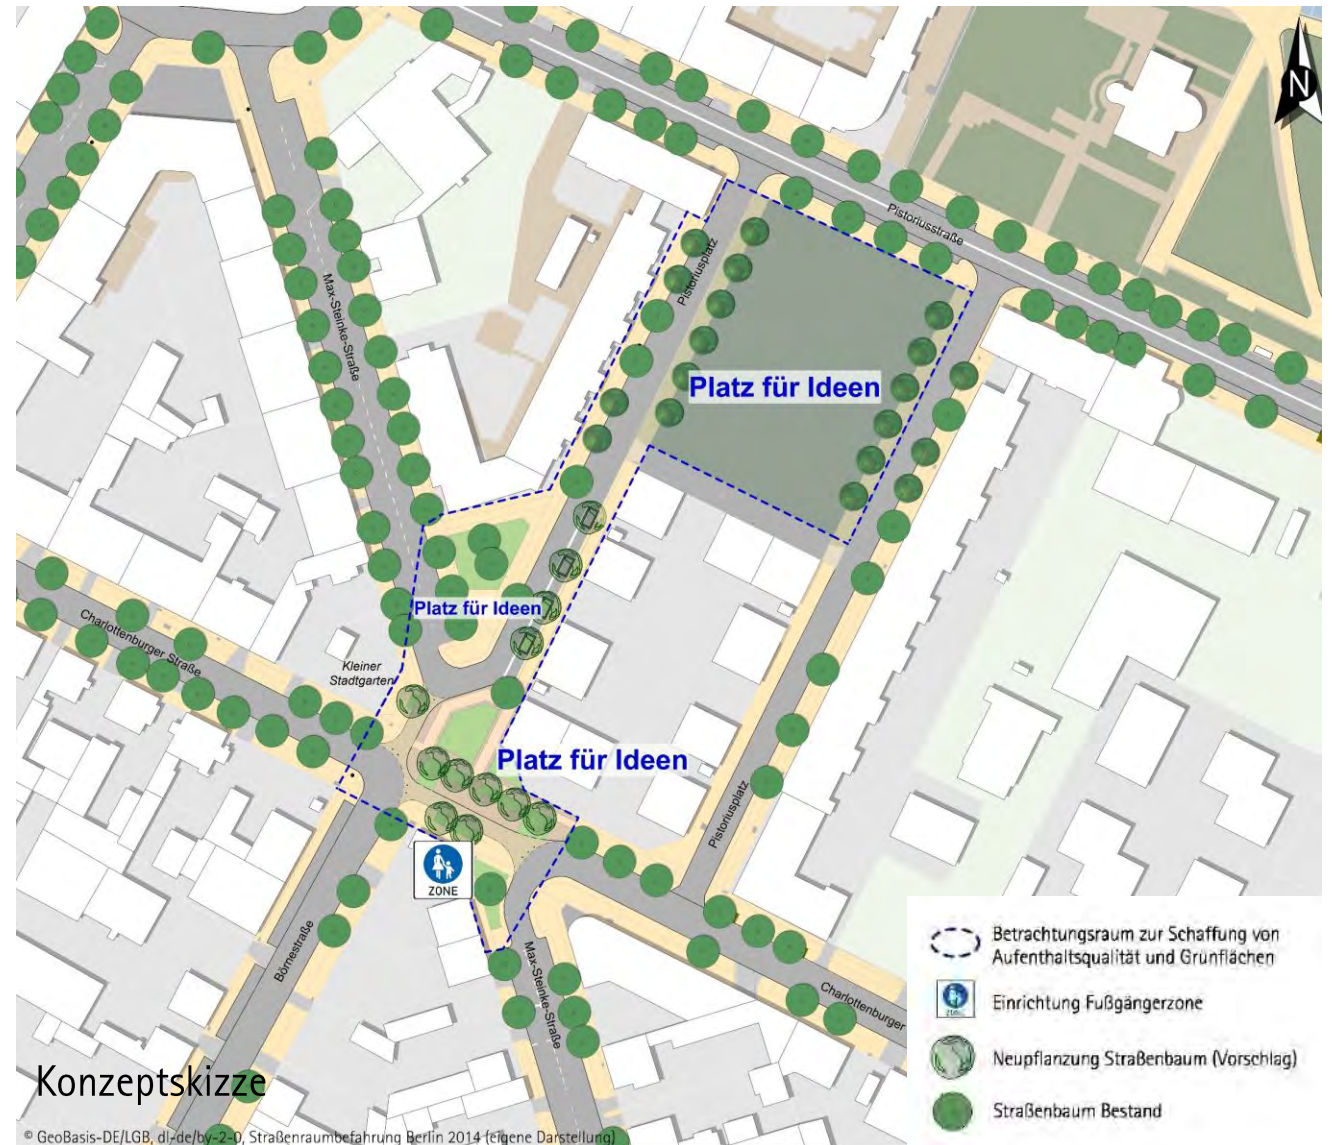 N
Pistoriusstraße
Pistoriusplatz
Max-Steinke-Straße
Platz für Ideen
Platz für Ideen
Charlottenburger Straße
Kleiner
Stadtgarten
Platz für Ideen
Pistoriusplatz
ZONE
Börnestraße
Max-Steinke-Straße
Charlottenburger
Betrachtungsraum zur Schaffung von
Aufenthaltsqualität und Grünflächen
Einrichtung Fußgängerzone
Neupflanzung Straßenbaum (Vorschlag)
Straßenbaum Bestand
Konzeptskizze
© GeoBasis-DE/LGB, dl-de/by-2-0, Straßenraumbefahrung Berlin 2014 (eigene Darstellung)